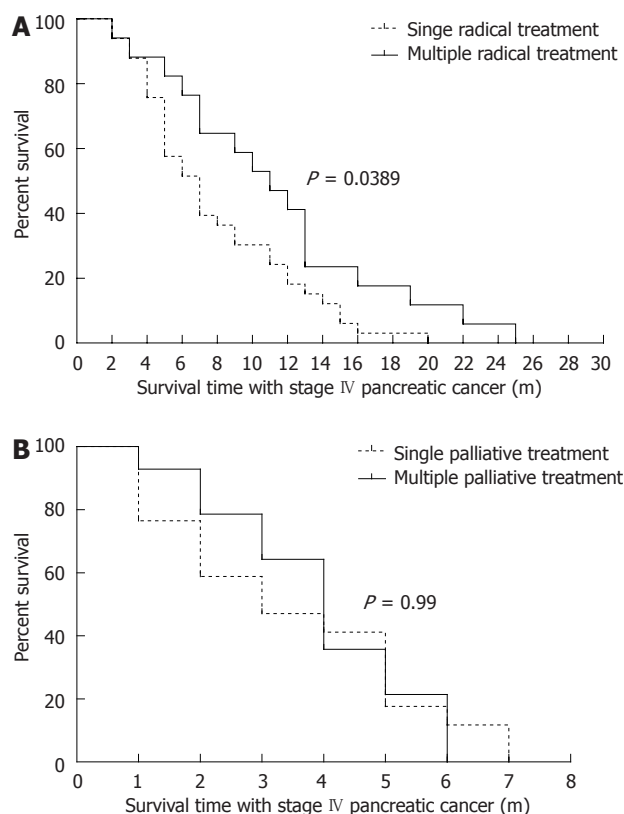 A
100
80
60
40
20
0
Percent survival
Singe radical treatment
Multiple radical treatment
P = 0.0389
0 2 4 6 8 10 12 14 16 18 20 22 24 26 28 30
Survival time with stage Ⅳ pancreatic cancer (m)
B
100
80
60
40
20
0
Percent survival
Single palliative treatment
Multiple palliative treatment
P = 0.99
0 1 2 3 4 5 6 7 8
Survival time with stage Ⅳ pancreatic cancer (m)